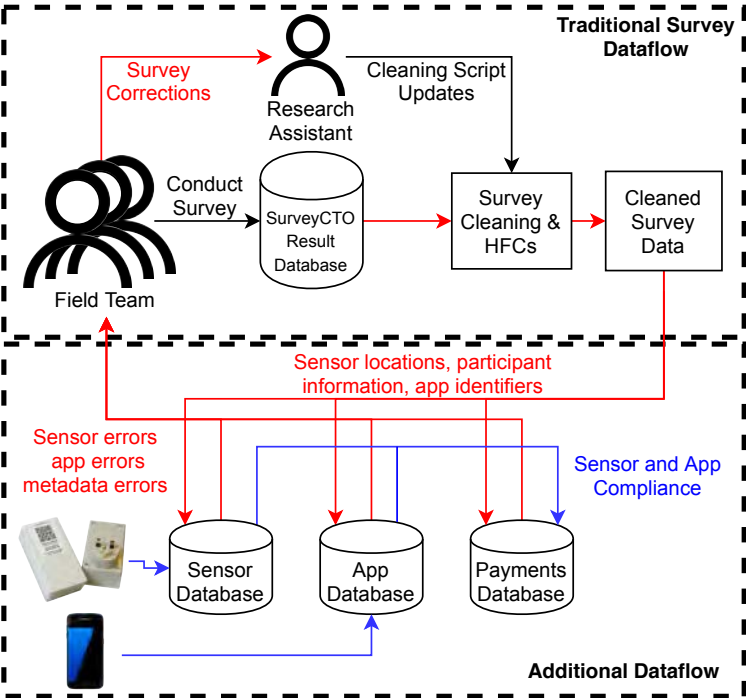 Traditional Survey
Dataflow
Survey
Corrections
Cleaning Script
Updates
Research
Assistant
Conduct
Survey
SurveyCTO
Result
Database
Survey
Cleaning &
HFCs
Cleaned
Survey
Data
Field Team
Sensor locations, participant
information, app identifiers
Sensor errors
app errors
metadata errors
Sensor and App
Compliance
Sensor
Database
App
Database
Payments
Database
Additional Dataflow